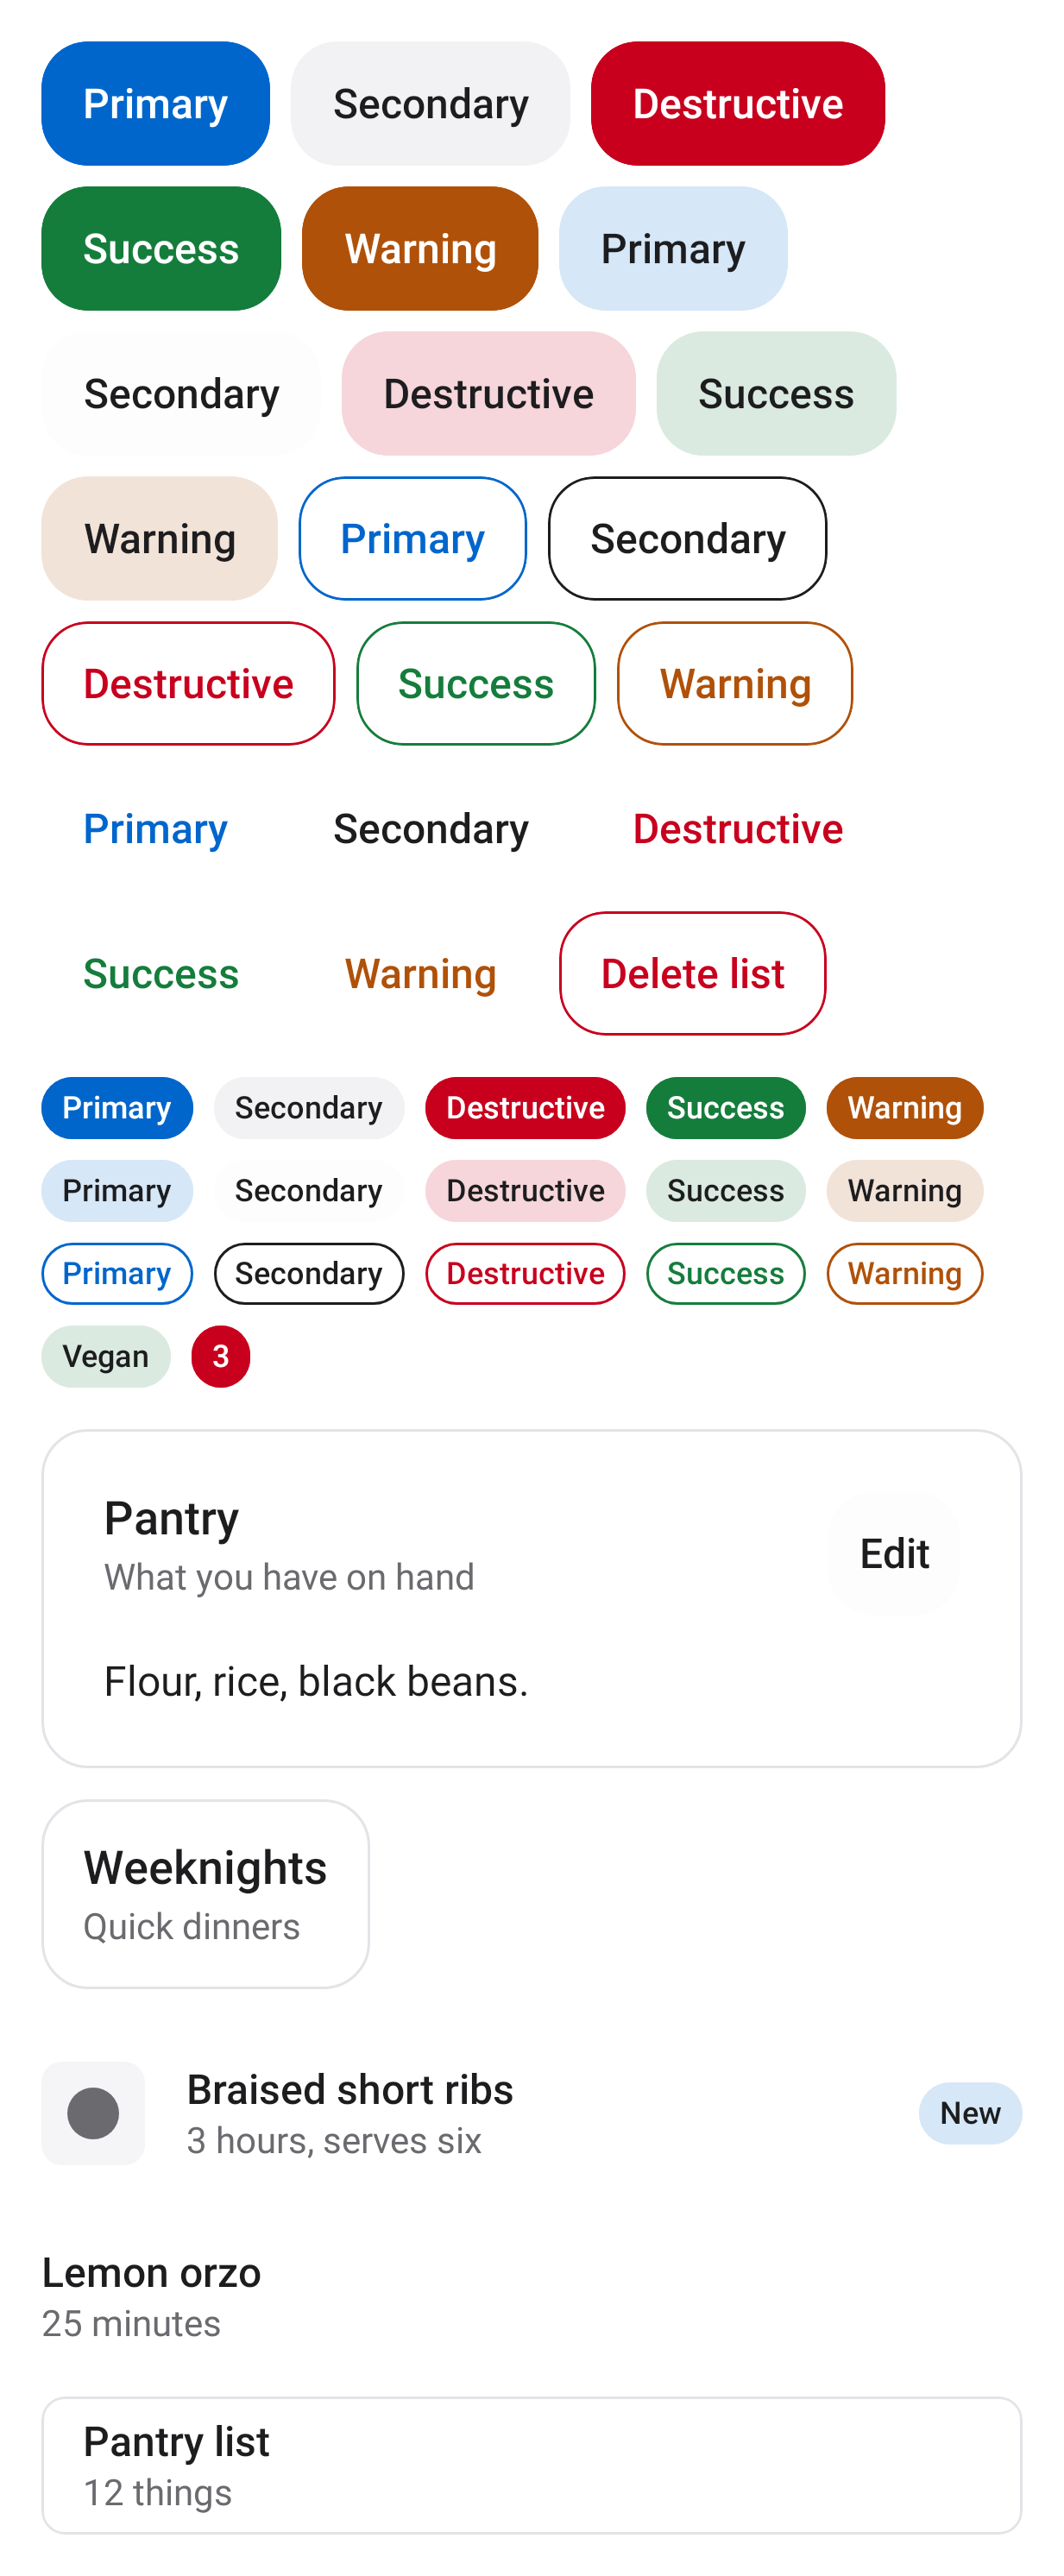 Primary Secondary Destructive
Success Warning Primary
Secondary Destructive Success
Warning Primary Secondary
Destructive Success Warning
Primary Secondary Destructive
Success Warning Delete list
Primary Secondary Destructive Success Warning
Primary Secondary Destructive Success Warning
Primary Secondary Destructive Success Warning
Vegan 3
Pantry
What you have on hand
Edit
Flour, rice, black beans.
Weeknights
Quick dinners
Braised short ribs
3 hours, serves six
New
Lemon orzo
25 minutes
Pantry list
12 things